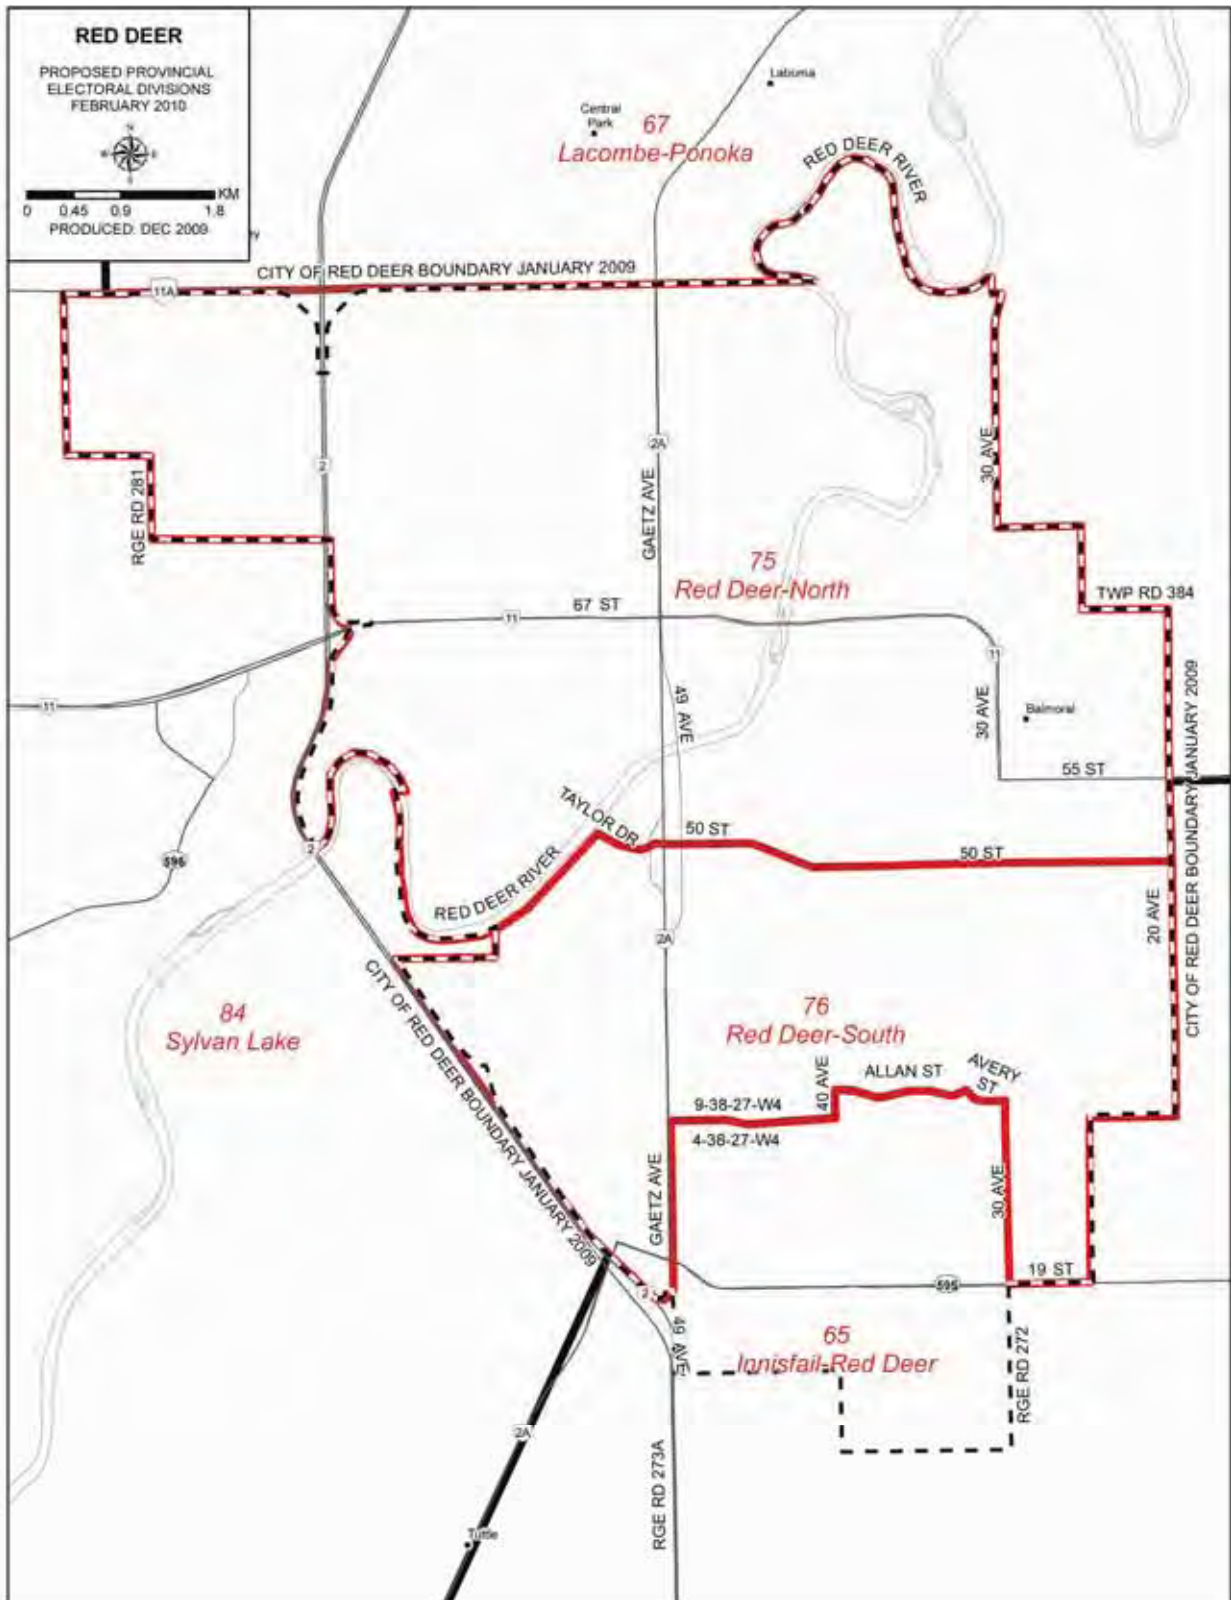 RED DEER
PROPOSED PROVINCIAL
ELECTORAL DIVISIONS
FEBRUARY 2010
N
W
E
S
KM
0 0.45 0.9 1.8
PRODUCED: DEC 2009
Labuma
Central
Park
67
Lacombe-Ponoka
RED DEER RIVER
CITY OF RED DEER BOUNDARY JANUARY 2009
11A
2
2A
30 AVE
RGE RD 281
GAETZ AVE
75
Red Deer-North
TWP RD 384
67 ST
11
11
11
49 AVE
30 AVE
Balmoral
CITY OF RED DEER BOUNDARY JANUARY 2009
55 ST
TAYLOR DR
50 ST
50 ST
2
596
RED DEER RIVER
20 AVE
2A
CITY OF RED DEER BOUNDARY JANUARY 2009
84
Sylvan Lake
76
Red Deer-South
40 AVE
ALLAN ST
AVERY
ST
9-38-27-W4
4-38-27-W4
GAETZ AVE
30 AVE
19 ST
595
2
49 AVE
65
Innisfail-Red Deer
RGE RD 272
2A
RGE RD 273A
Tuttle